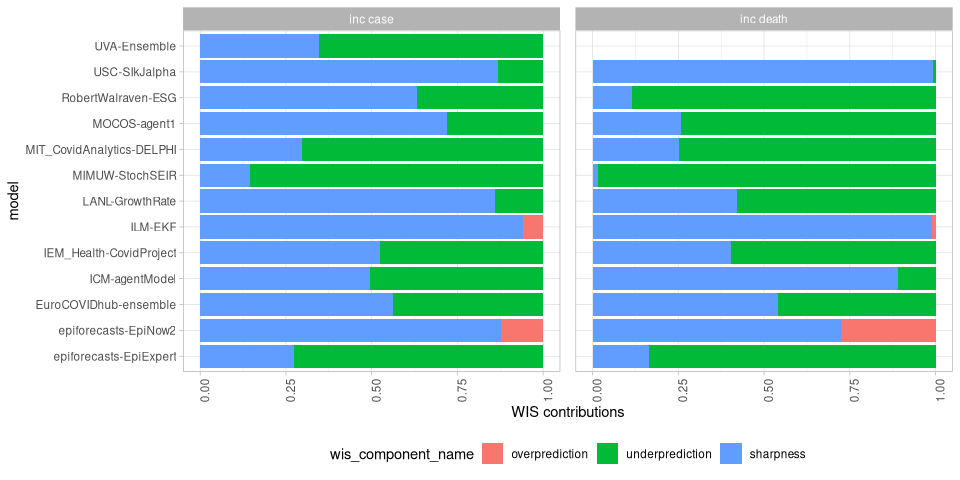 inc case
inc death
model
UVA-Ensemble
USC-SIkJalpha
RobertWalraven-ESG
MOCOS-agent1
MIT_CovidAnalytics-DELPHI
MIMUW-StochSEIR
LANL-GrowthRate
ILM-EKF
IEM_Health-CovidProject
ICM-agentModel
EuroCOVIDhub-ensemble
epiforecasts-EpiNow2
epiforecasts-EpiExpert
0.00 0.25 0.50 0.75 1.00
0.00 0.25 0.50 0.75 1.00
WIS contributions
wis_component_name overprediction underprediction sharpness